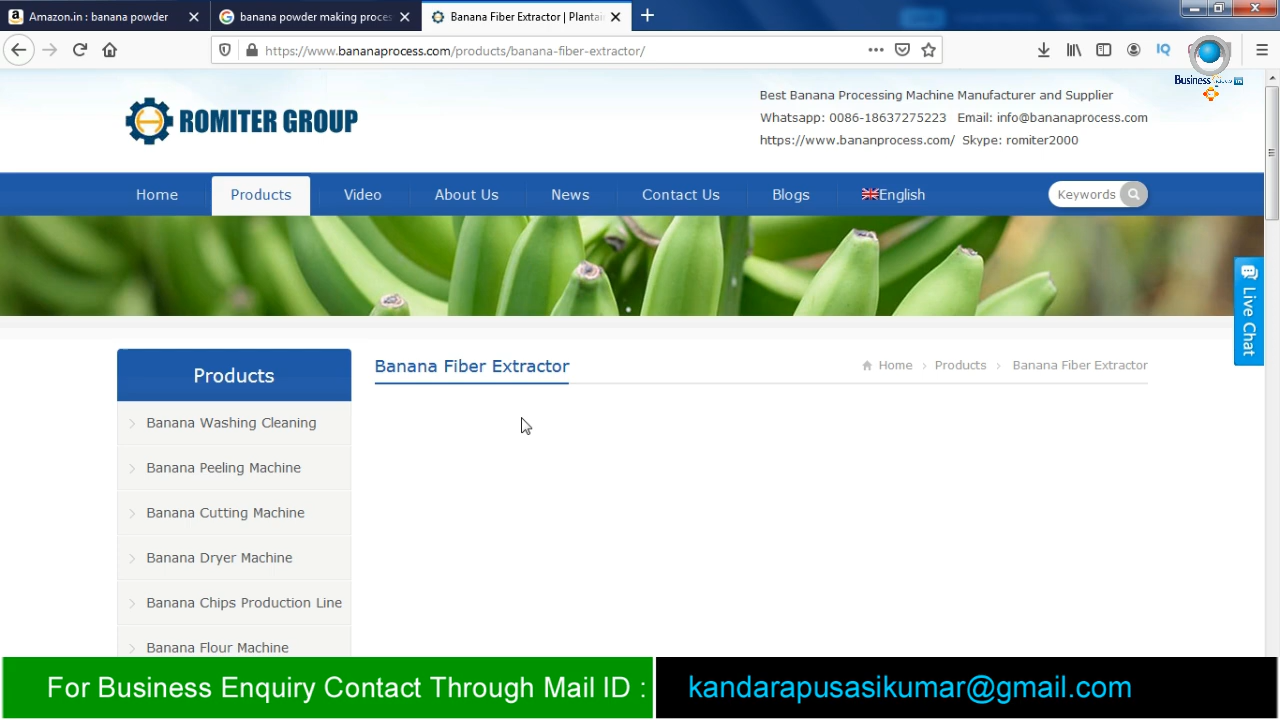 Amazon.in : banana powder
banana powder making proces
Banana Fiber Extractor | Plantai
https://www.bananaprocess.com/products/banana-fiber-extractor/
IQ
Business
ROMITER GROUP
Best Banana Processing Machine Manufacturer and Supplier
Whatsapp: 0086-18637275223 Email: info@bananaprocess.com
https://www.bananprocess.com/ Skype: romiter2000
Home
Products
Video
About Us
News
Contact Us
Blogs
English
Keywords
Live Chat
Products
Banana Washing Cleaning
Banana Peeling Machine
Banana Cutting Machine
Banana Dryer Machine
Banana Chips Production Line
Banana Flour Machine
Banana Fiber Extractor
Home > Products > Banana Fiber Extractor
For Business Enquiry Contact Through Mail ID :
kandarapusasikumar@gmail.com